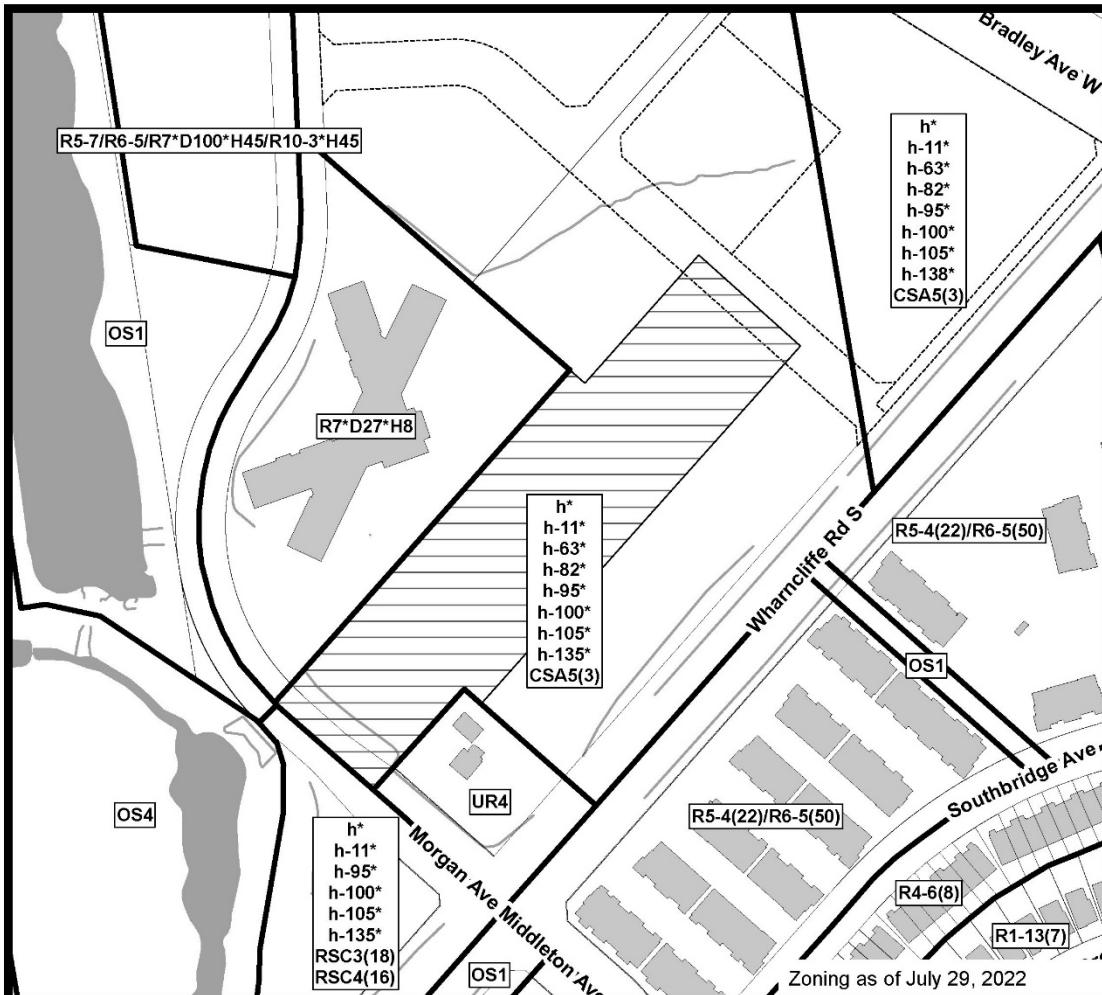 Bradley Ave W
R5-7/R6-5/R7*D100*H45/R10-3*H45
h*
h-11*
h-63*
h-82*
h-95*
h-100*
h-105*
h-138*
CSA5(3)
OS1
R7*D27*H8
h*
h-11*
h-63*
h-82*
h-95*
h-100*
h-105*
h-135*
CSA5(3)
Wharncliffe Rd S
R5-4(22)/R6-5(50)
OS1
Southbridge Ave
OS4
UR4
R5-4(22)/R6-5(50)
h*
h-11*
h-95*
h-100*
h-105*
h-135*
RSC3(18)
RSC4(16)
Morgan Ave
Middleton Ave
R4-6(8)
R1-13(7)
OS1
Zoning as of July 29, 2022